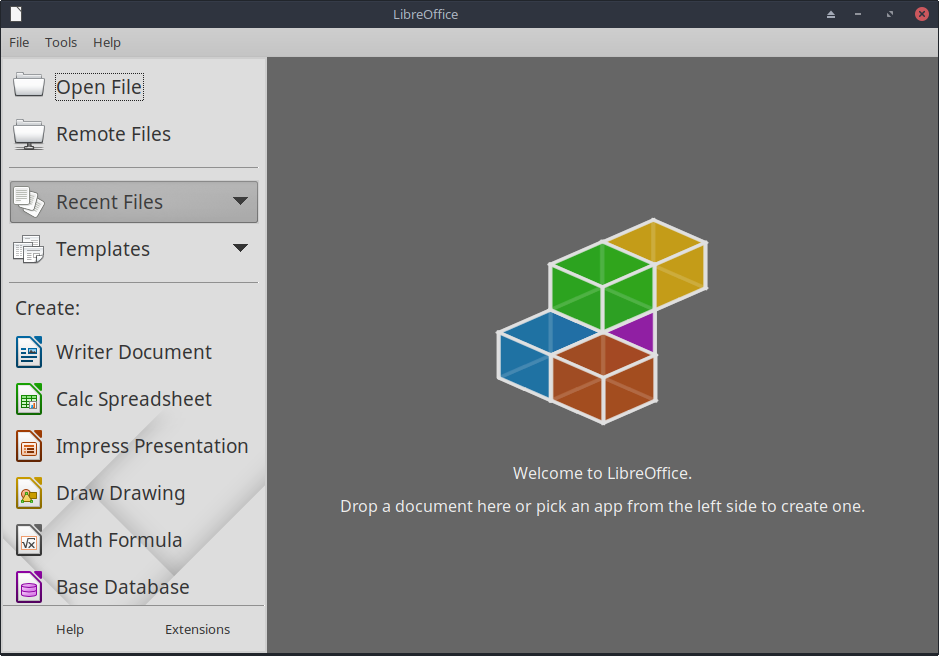 LibreOffice
File Tools Help
Open File
Remote Files
Recent Files
Templates
Create:
Writer Document
Calc Spreadsheet
Impress Presentation
Draw Drawing
Math Formula
Base Database
Help Extensions
Welcome to LibreOffice.
Drop a document here or pick an app from the left side to create one.